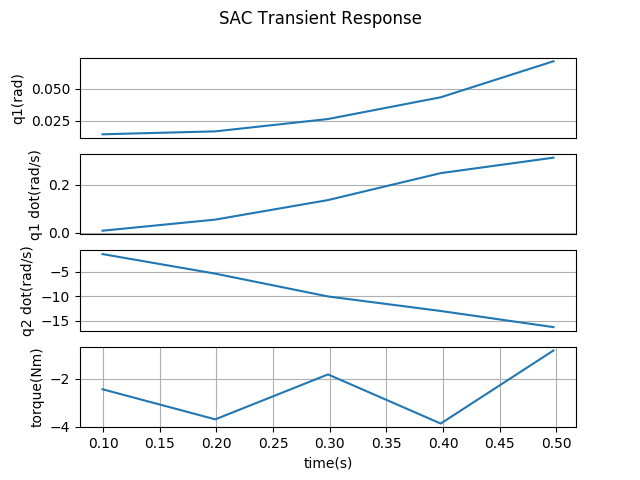 SAC Transient Response
q1(rad)
0.050
0.025
q1 dot(rad/s)
0.2
0.0
q2 dot(rad/s)
−5
−10
−15
torque(Nm)
−2
−4
0.10 0.15 0.20 0.25 0.30 0.35 0.40 0.45 0.50
time(s)